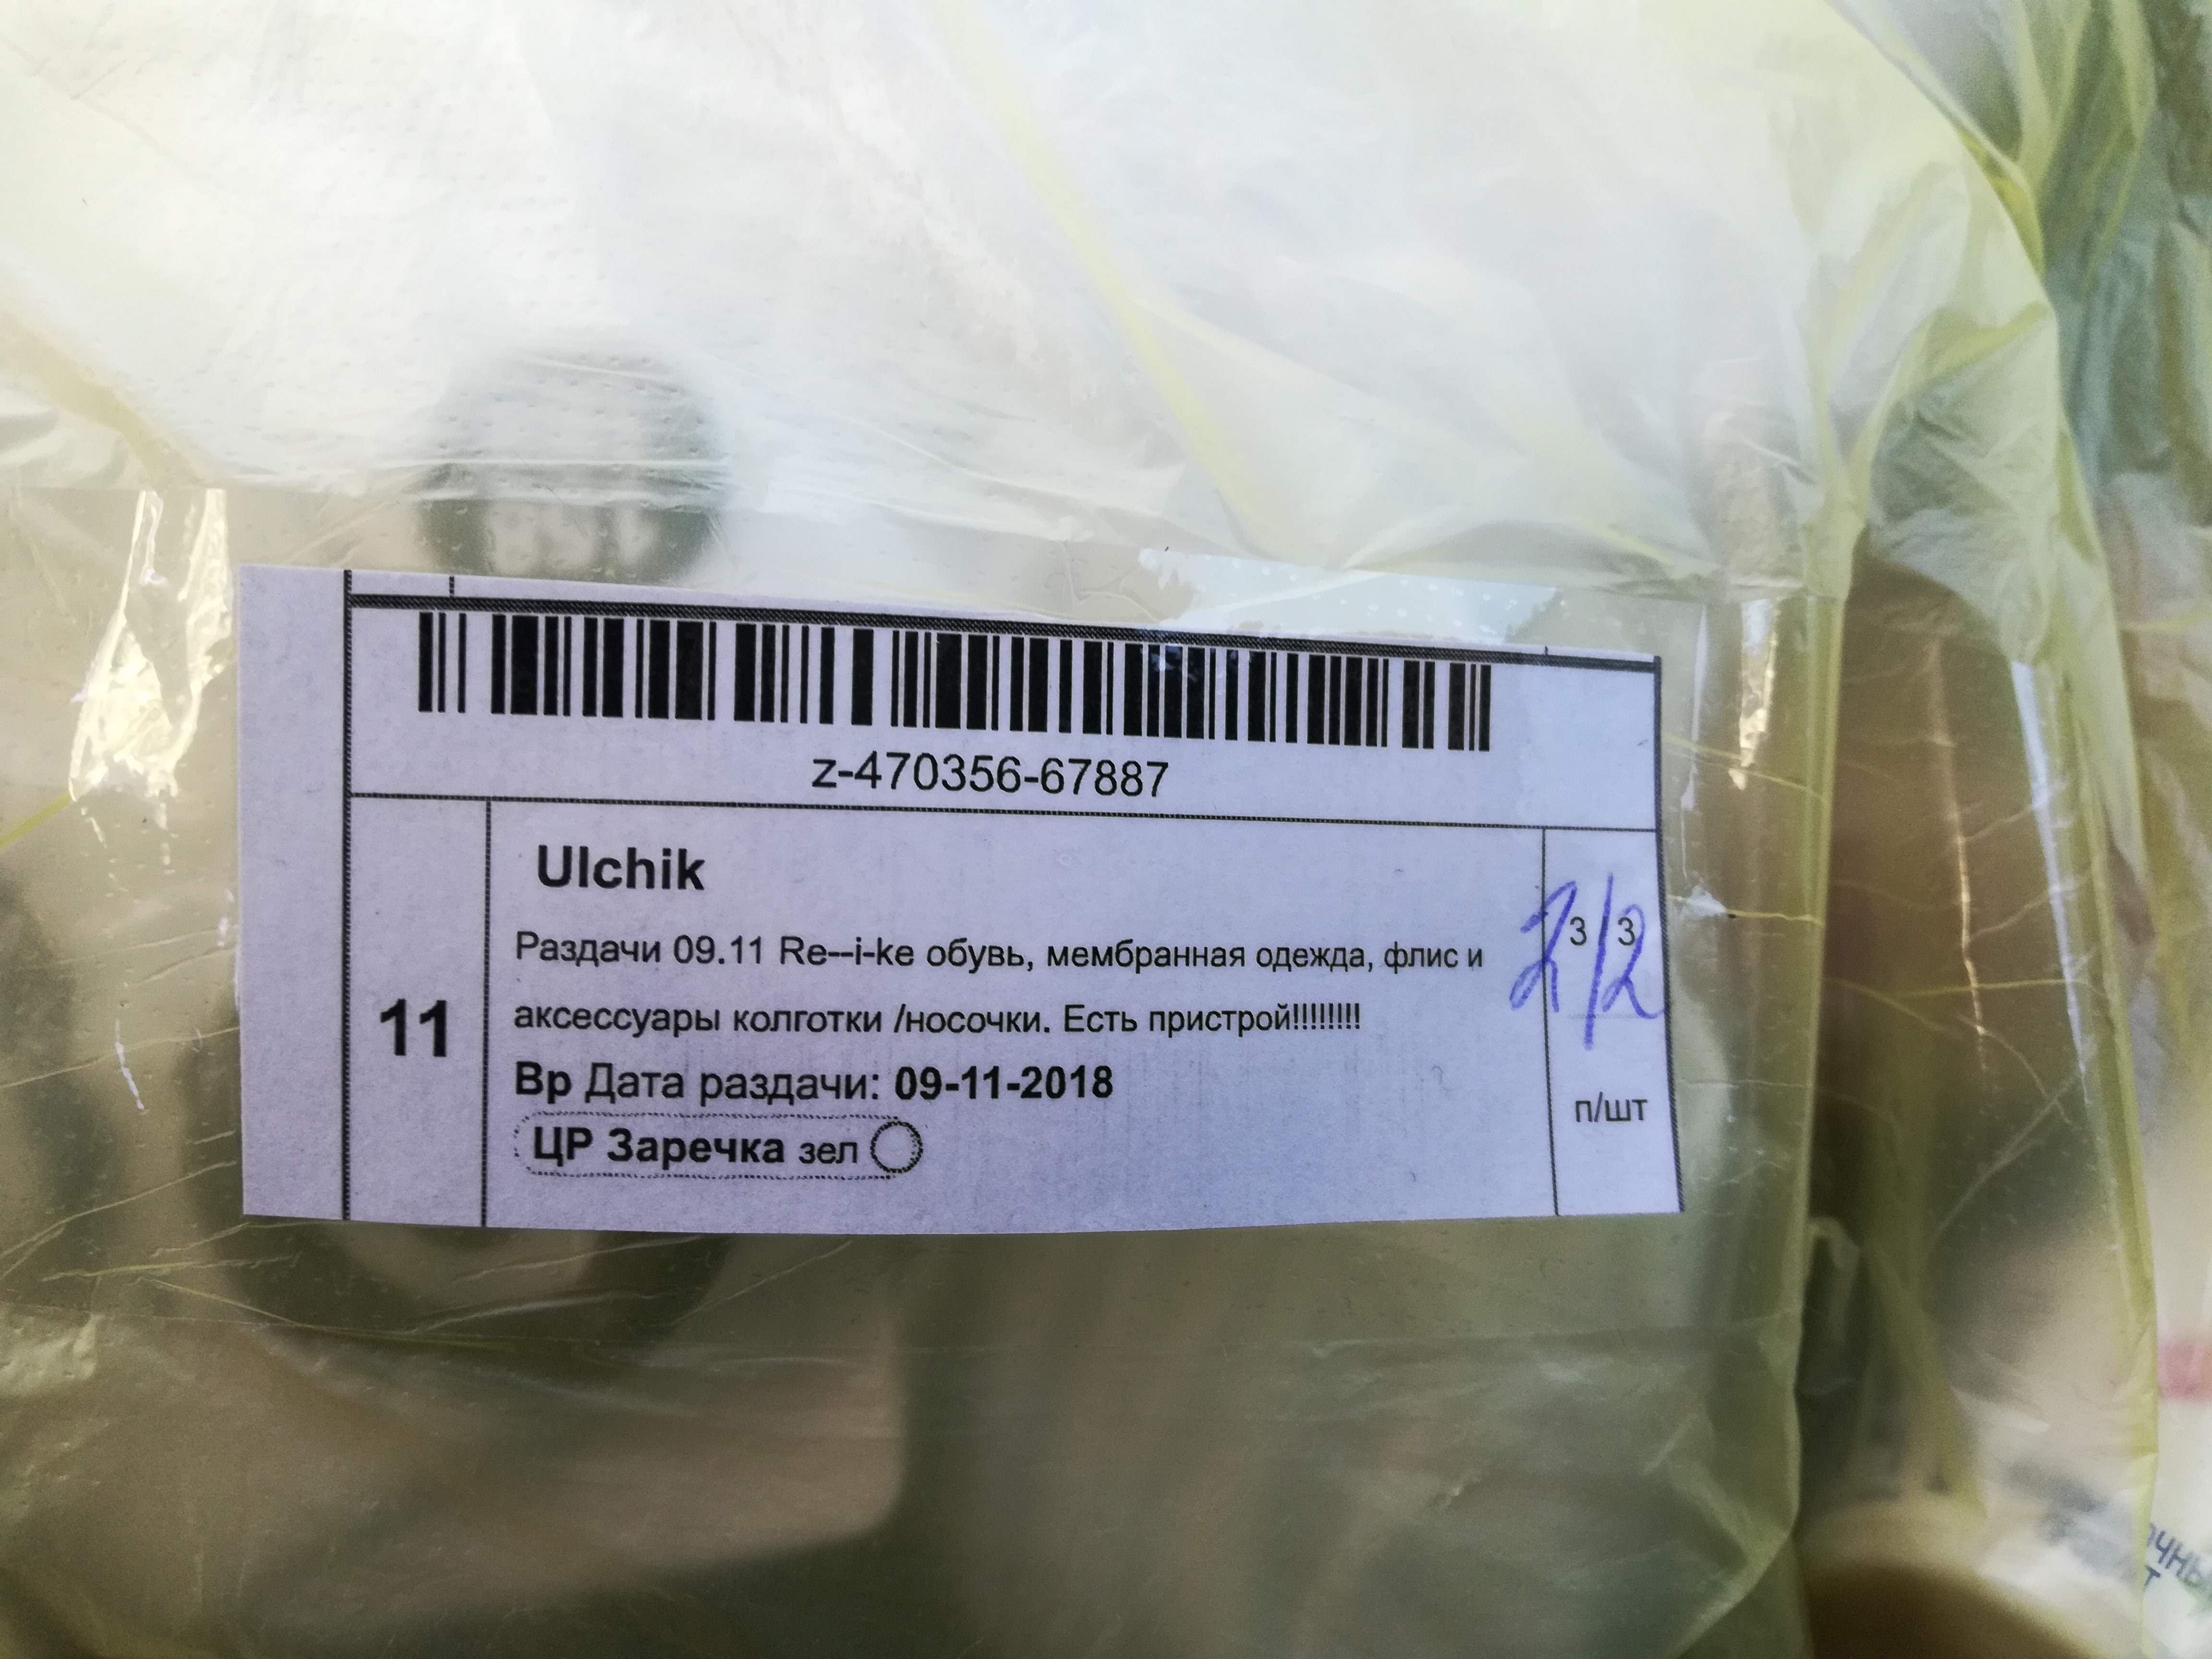 z-470356-67887
Ulchik
Раздачи 09.11 Re--i-ke обувь, мембранная одежда, флис и
аксессуары колготки /носочки. Есть пристрой!!!!!!!!
11
Вр Дата раздачи: 09-11-2018
ЦР Заречка зел
3 3
2/2
п/шт